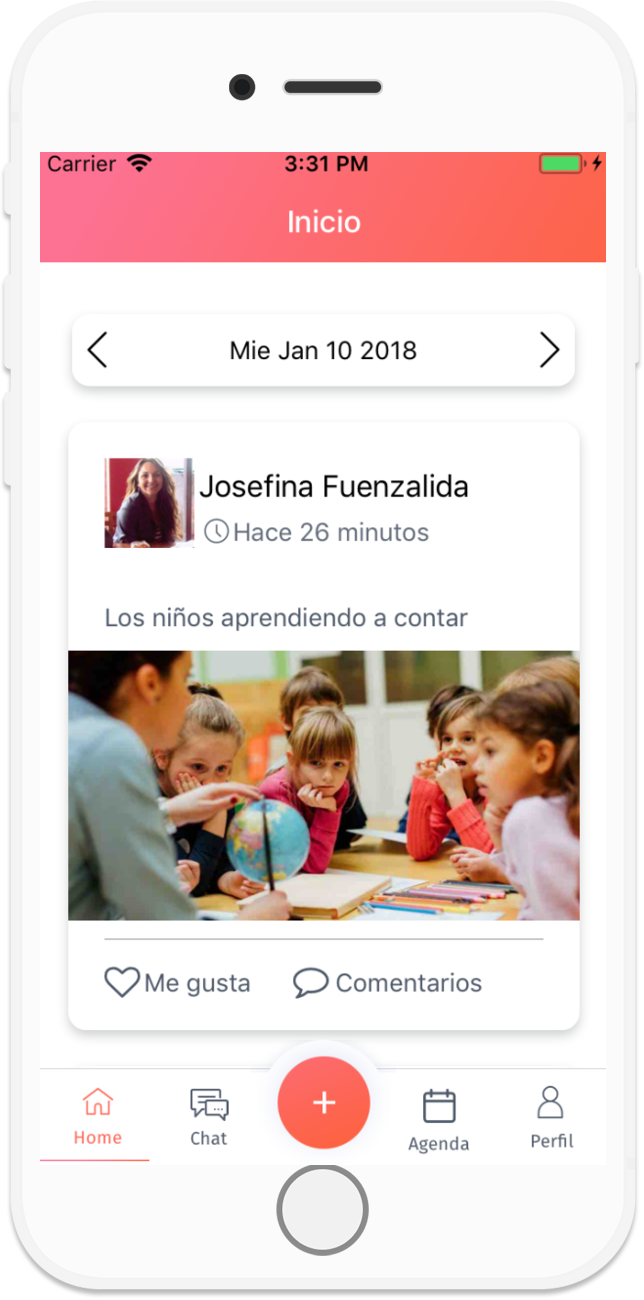 Carrier 3:31 PM
Inicio
Mie Jan 10 2018
Josefina Fuenzalida
Hace 26 minutos
Los niños aprendiendo a contar
Me gusta Comentarios
+
Home Chat Agenda Perfil